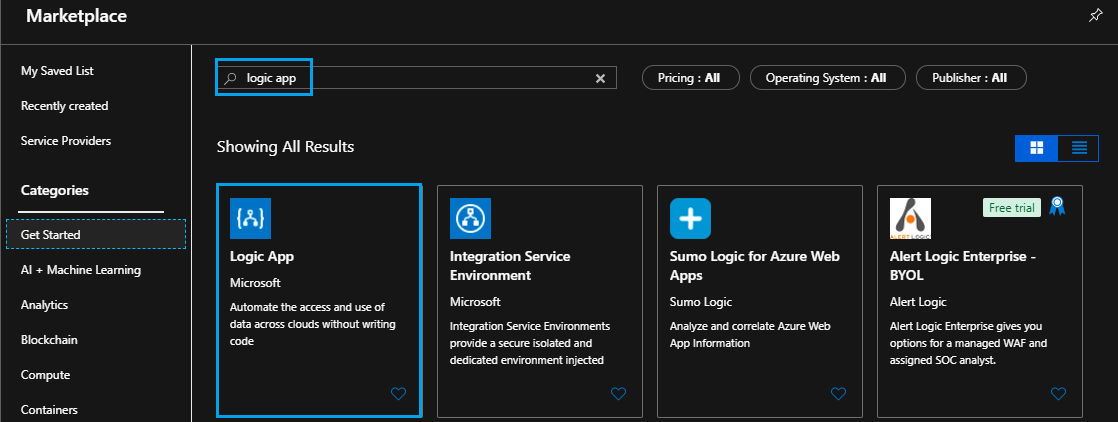 Marketplace
My Saved List
Recently created
Service Providers
Categories
Get Started
AI + Machine Learning
Analytics
Blockchain
Compute
Containers
logic app
Pricing : All
Operating System : All
Publisher : All
Showing All Results
Logic App
Microsoft
Automate the access and use of
data across clouds without writing
code
Integration Service
Environment
Microsoft
Integration Service Environments
provide a secure isolated and
dedicated environment injected
Sumo Logic for Azure Web
Apps
Sumo Logic
Analyze and correlate Azure Web
App Information
Free trial
ALERT LOGIC
Alert Logic Enterprise -
BYOL
Alert Logic
Alert Logic Enterprise gives you
options for a managed WAF and
assigned SOC analyst.